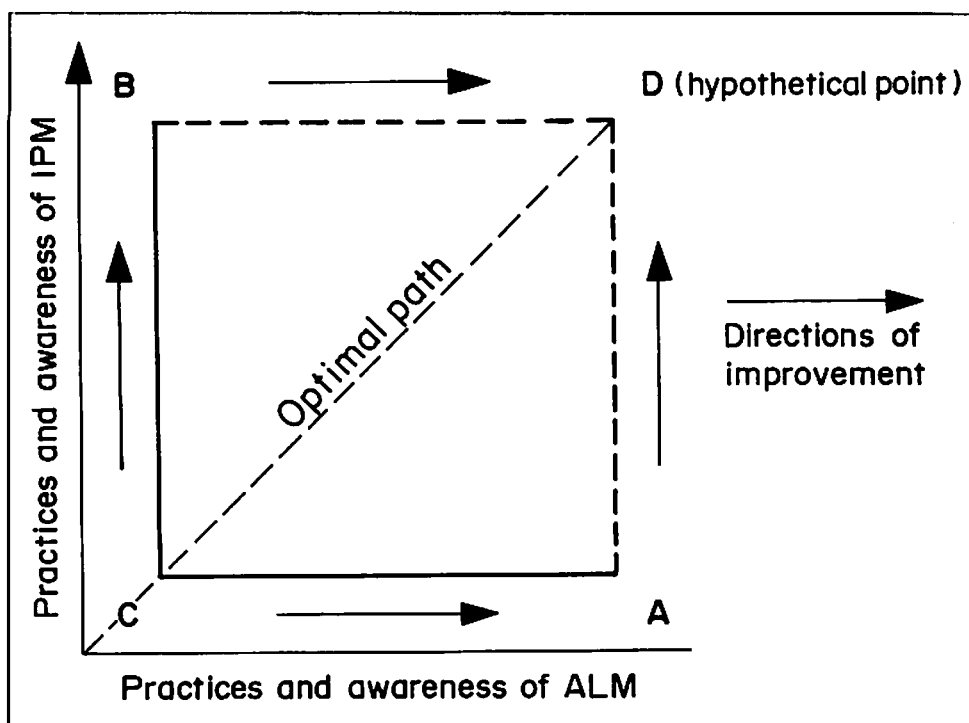 B
D (hypothetical point)
Practices and awareness of IPM
Optimal path
Directions of
improvement
C
A
Practices and awareness of ALM